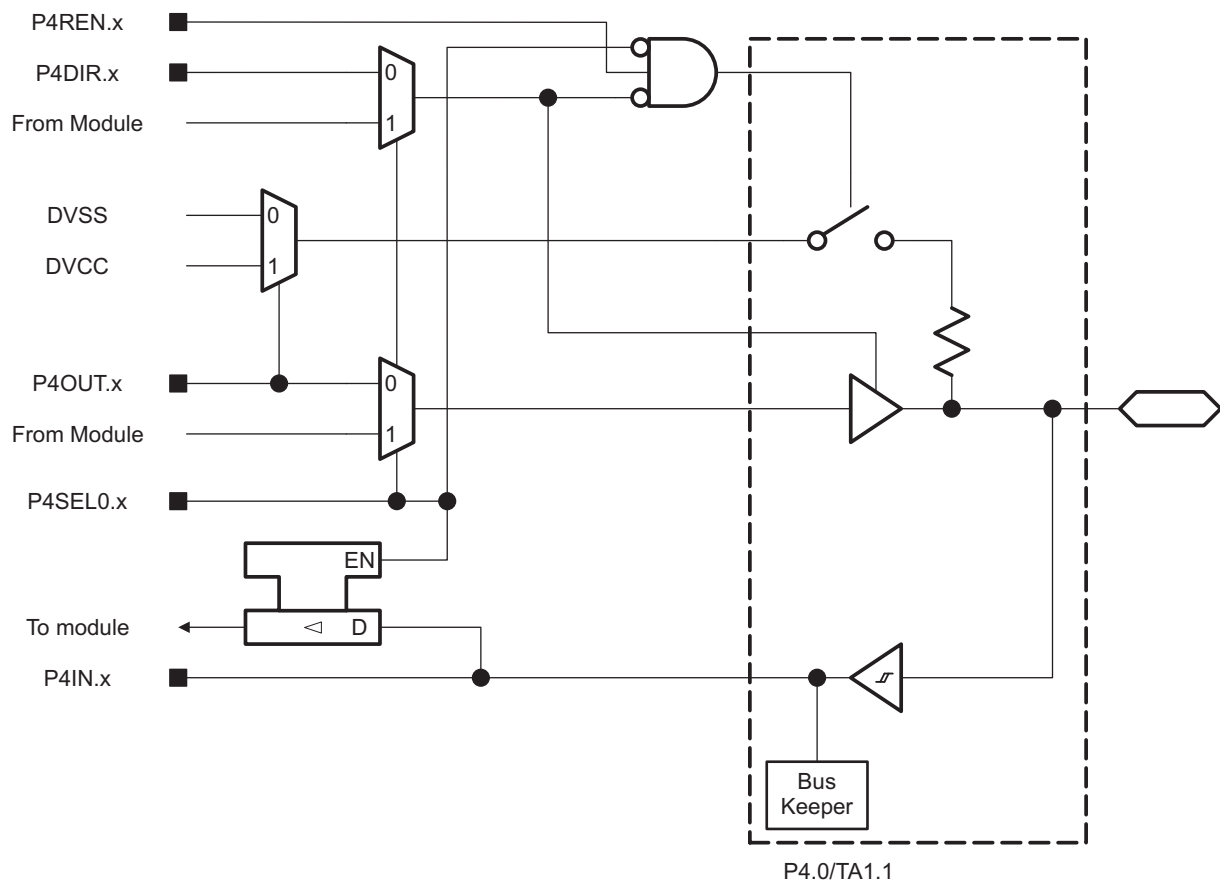 P4REN.x
P4DIR.x
0
From Module
1
DVSS
0
DVCC
1
P4OUT.x
0
From Module
1
P4SEL0.x
EN
To module
D
P4IN.x
Bus
Keeper
P4.0/TA1.1